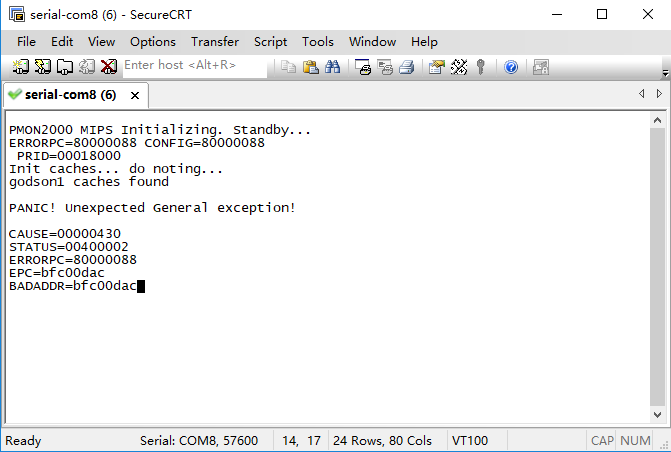 serial-com8 (6) - SecureCRT
File Edit View Options Transfer Script Tools Window Help
Enter host <Alt+R>
serial-com8 (6)
PMON2000 MIPS Initializing. Standby...
ERRORPC=80000088 CONFIG=80000088
PRID=00018000
Init caches... do noting...
godson1 caches found
PANIC! Unexpected General exception!
CAUSE=00000430
STATUS=00400002
ERRORPC=80000088
EPC=bfc00dac
BADADDR=bfc00dac
Ready Serial: COM8, 57600 14, 17 24 Rows, 80 Cols VT100 CAP NUM